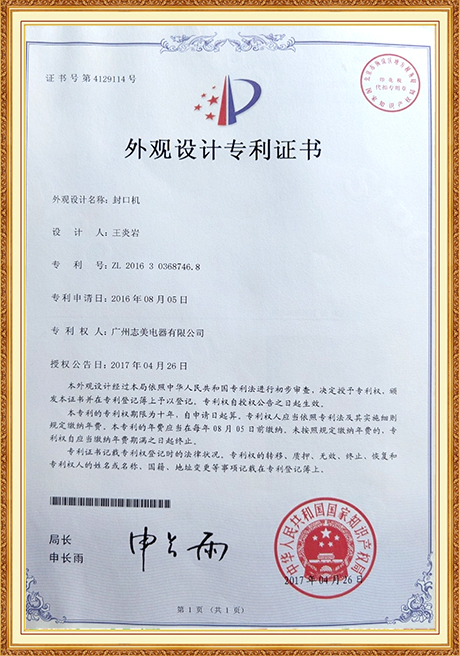 证书号第4129114号
外观设计专利证书
外观设计名称：封口机
设计人：王炎岩
专利号：ZL 2016 3 0368746.8
专利申请日：2016年08月05日
专利权人：广州志美电器有限公司
授权公告日：2017年04月26日
本外观设计经过本局依照中华人民共和国专利法进行初步审查，决定授予专利权，颁
发本证书并在专利登记簿上予以登记。专利权自授权公告之日起生效。
本专利的专利权期限为十年，自申请日起算。专利权人应当依照专利法及其实施细则
规定缴纳年费。本专利的年费应当在每年08月05日前缴纳。未按照规定缴纳年费的，专
利权自应当缴纳年费期满之日起终止。
专利证书记载专利权登记时的法律状况。专利权的转移、质押、无效、终止、恢复和
专利权人的姓名或名称、国籍、地址变更等事项记载在专利登记簿上。
局长
申长雨
申长雨
中华人民共和国国家知识产权局
2017年04月26日
第1页（共1页）